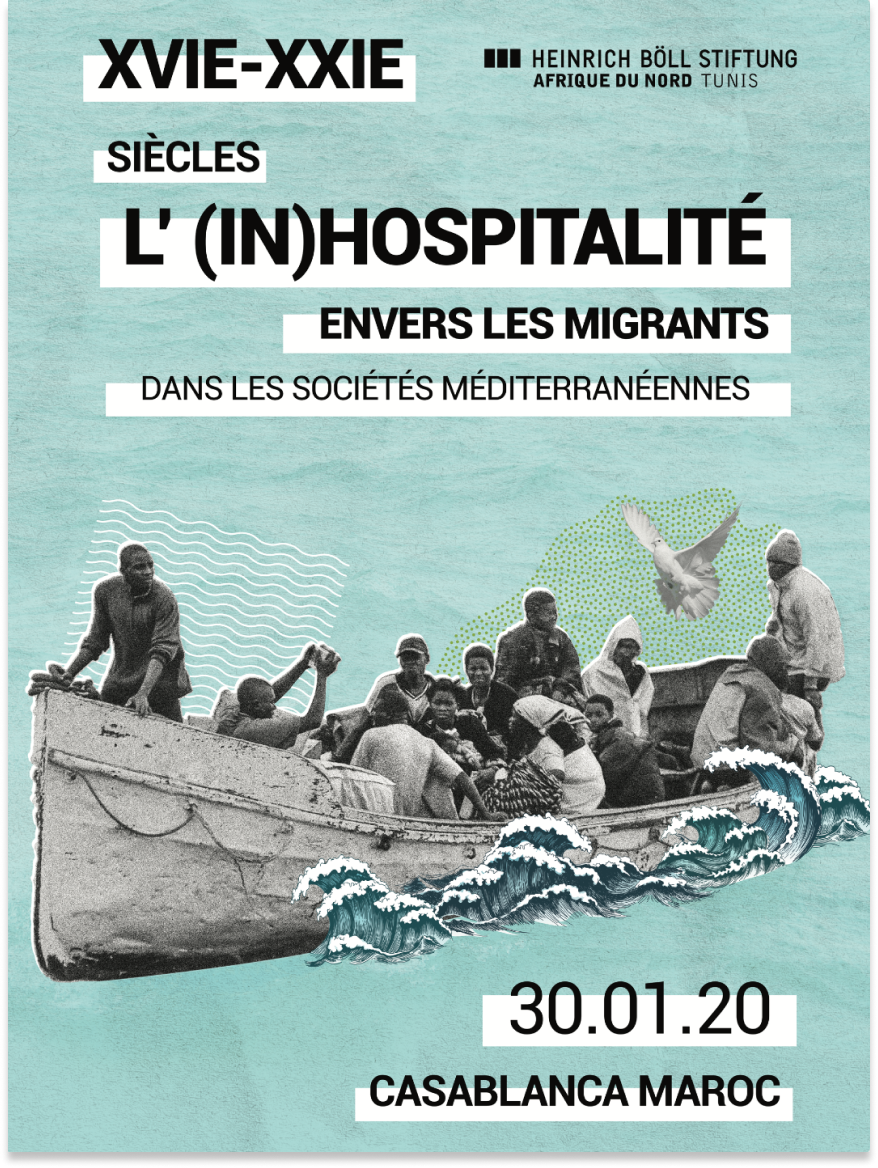 XVIE-XXIE
HEINRICH BÖLL STIFTUNG
AFRIQUE DU NORD TUNIS
SIÈCLES
L' (IN)HOSPITALITÉ
ENVERS LES MIGRANTS
DANS LES SOCIÉTÉS MÉDITERRANÉENNES
30.01.20
CASABLANCA MAROC